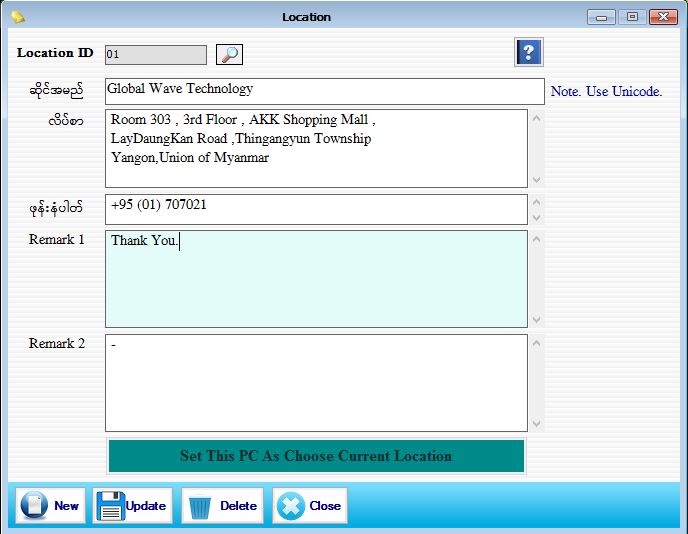 Location
Location ID 01
ဆိုင်အမည် Global Wave Technology Note. Use Unicode.
လိပ်စာ Room 303 , 3rd Floor , AKK Shopping Mall ,
LayDaungKan Road ,Thingangyun Township
Yangon,Union of Myanmar
ဖုန်းနံပါတ် +95 (01) 707021
Remark 1 Thank You.
Remark 2 -
Set This PC As Choose Current Location
New Update Delete Close